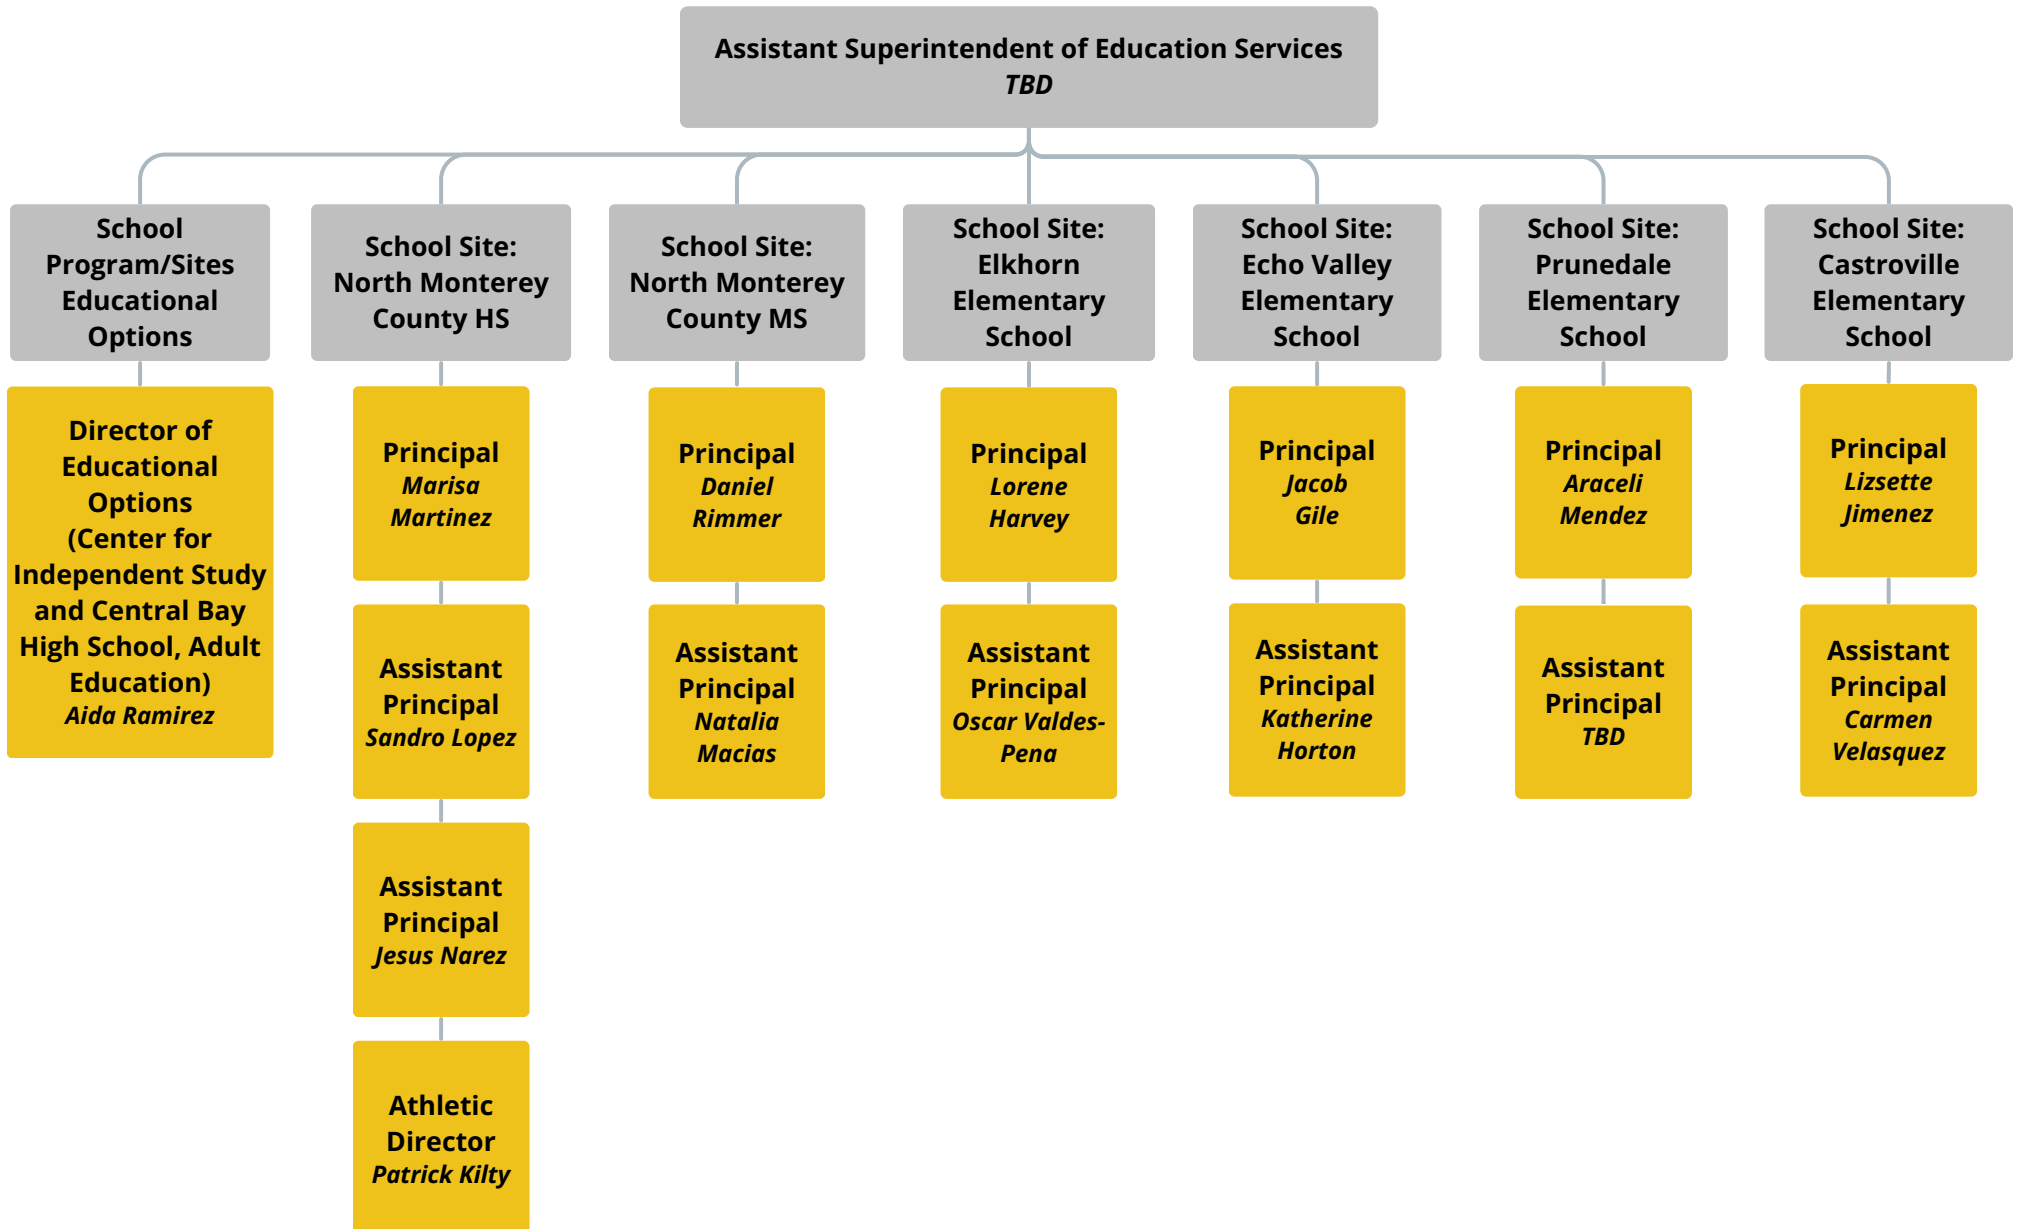 Assistant Superintendent of Education Services
TBD
School
Program/Sites
Educational
Options
School Site:
North Monterey
County HS
School Site:
North Monterey
County MS
School Site:
Elkhorn
Elementary
School
School Site:
Echo Valley
Elementary
School
School Site:
Prunedale
Elementary
School
School Site:
Castroville
Elementary
School
Director of
Educational
Options
(Center for
Independent Study
and Central Bay
High School, Adult
Education)
Aida Ramirez
Principal
Marisa
Martinez
Assistant
Principal
Sandro Lopez
Assistant
Principal
Jesus Narez
Athletic
Director
Patrick Kilty
Principal
Daniel
Rimmer
Assistant
Principal
Natalia
Macias
Principal
Lorene
Harvey
Assistant
Principal
Oscar Valdes-
Pena
Principal
Jacob
Gile
Assistant
Principal
Katherine
Horton
Principal
Araceli
Mendez
Assistant
Principal
TBD
Principal
Lizsette
Jimenez
Assistant
Principal
Carmen
Velasquez